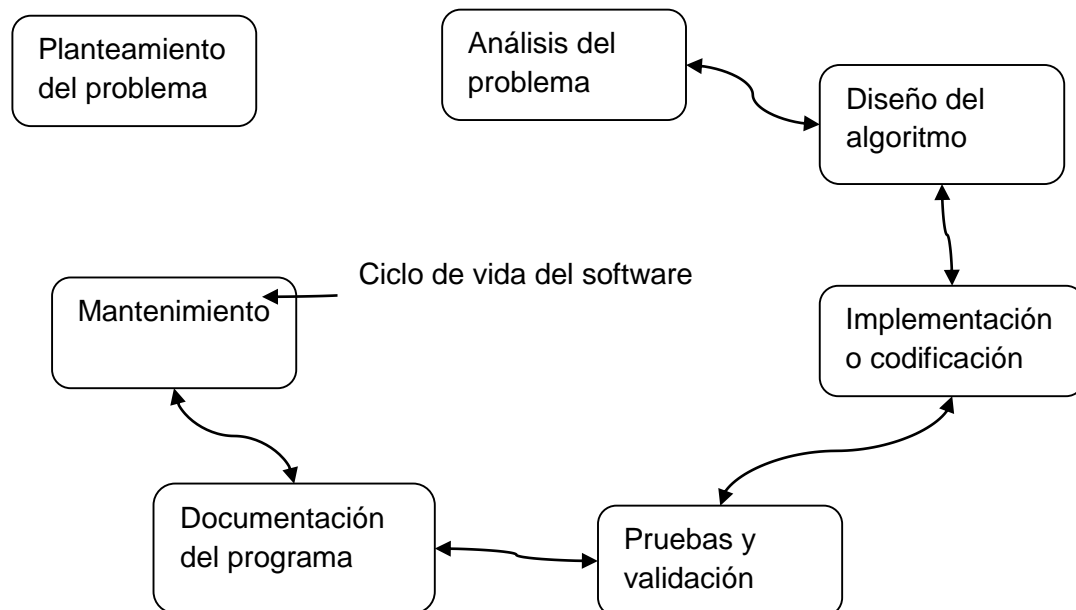 Planteamiento
del problema
Análisis del
problema
Diseño del
algoritmo
Ciclo de vida del software
Mantenimiento
Implementación
o codificación
Documentación
del programa
Pruebas y
validación